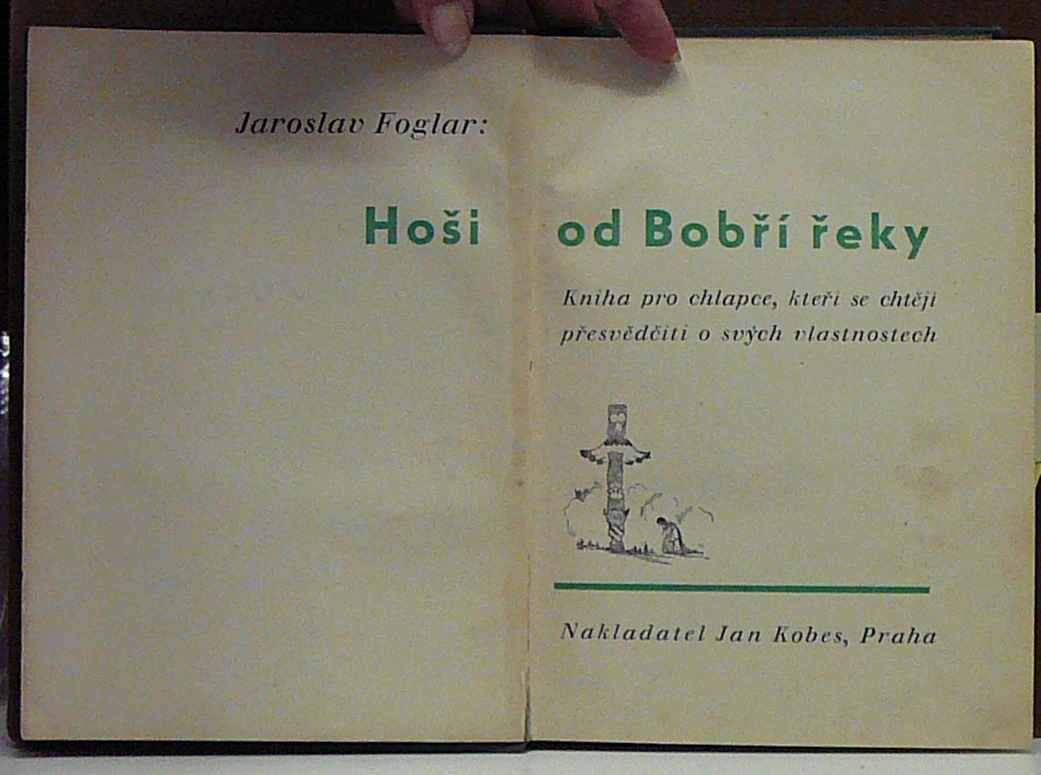 Jaroslav Foglar:
Hoši od Bobří řeky
Kniha pro chlapce, kteří se chtějí
přesvědčiti o svých vlastnostech
Nakladatel Jan Kobes, Praha